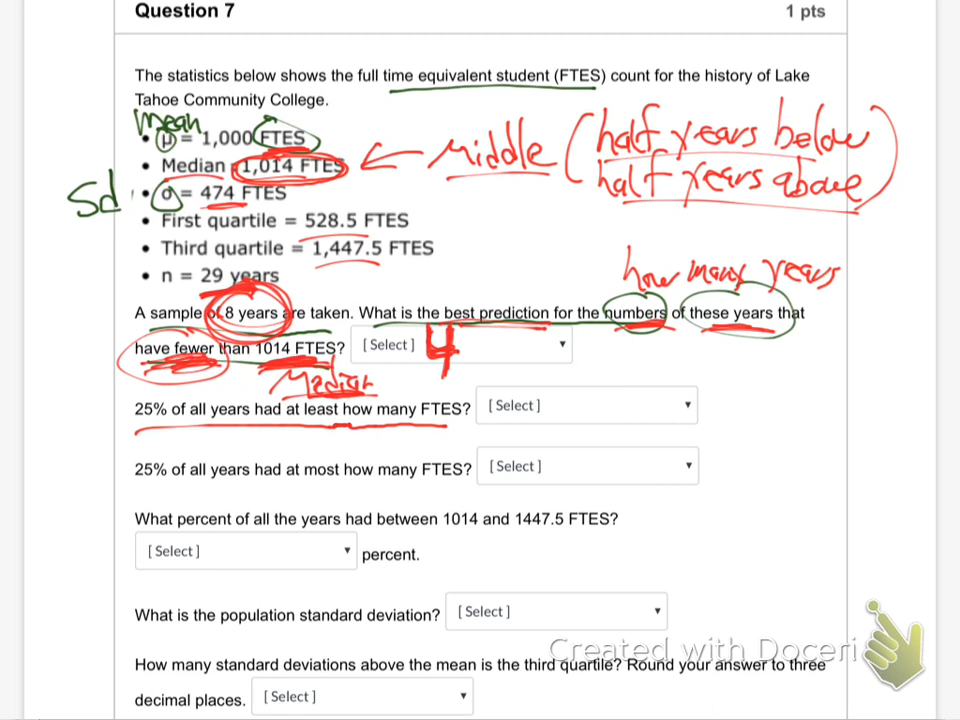 Question 7
1 pts
The statistics below shows the full time equivalent student (FTES) count for the history of Lake
Tahoe Community College.
mean
• μ = 1,000 FTES
• Median = 1,014 FTES
← Middle (half years below
half years above)
sd
• σ = 474 FTES
• First quartile = 528.5 FTES
• Third quartile = 1,447.5 FTES
• n = 29 years
how many years
A sample of 8 years are taken. What is the best prediction for the numbers of these years that
have fewer than 1014 FTES? [ Select ] 4
Median
25% of all years had at least how many FTES? [ Select ]
25% of all years had at most how many FTES? [ Select ]
What percent of all the years had between 1014 and 1447.5 FTES?
[ Select ] percent.
What is the population standard deviation? [ Select ]
Created with Doceri
How many standard deviations above the mean is the third quartile? Round your answer to three
decimal places. [ Select ]